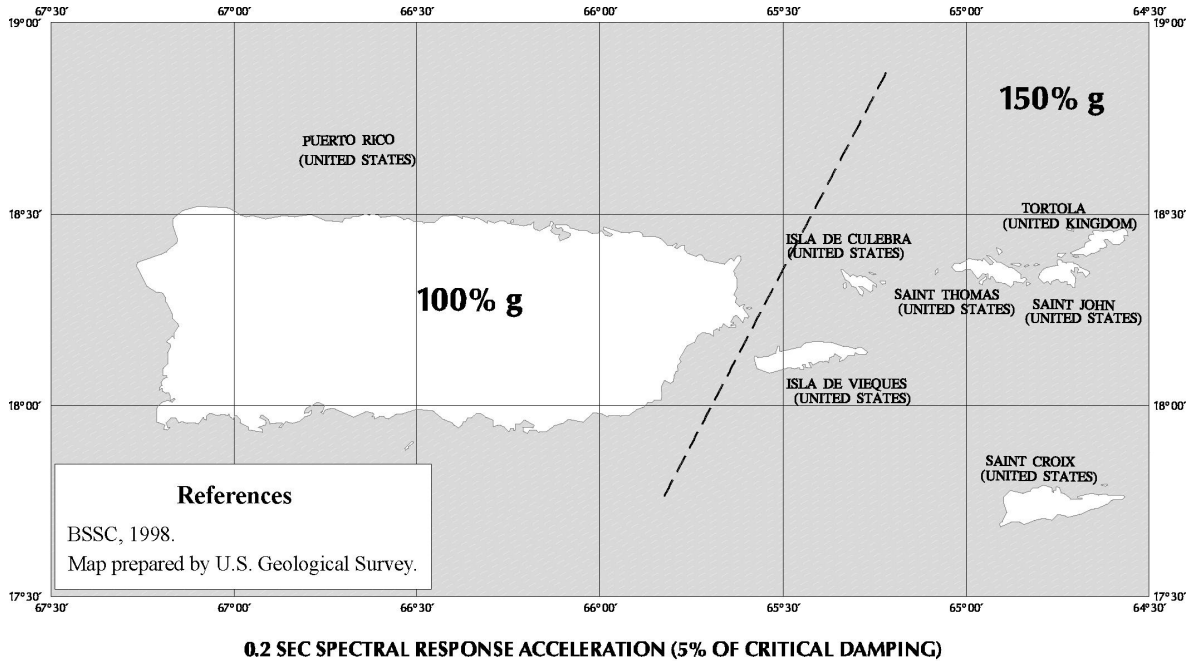 67°30' 67°00' 66°30' 66°00' 65°30' 65°00' 64°30'
19°00' 19°00'
150% g
PUERTO RICO
(UNITED STATES)
18°30' 18°30'
TORTOLA
(UNITED KINGDOM)
ISLA DE CULEBRA
(UNITED STATES)
100% g
SAINT THOMAS
(UNITED STATES)
SAINT JOHN
(UNITED STATES)
ISLA DE VIEQUES
(UNITED STATES)
18°00' 18°00'
SAINT CROIX
(UNITED STATES)
References
BSSC, 1998.
Map prepared by U.S. Geological Survey.
17°30' 17°30'
67°30' 67°00' 66°30' 66°00' 65°30' 65°00' 64°30'
0.2 SEC SPECTRAL RESPONSE ACCELERATION (5% OF CRITICAL DAMPING)